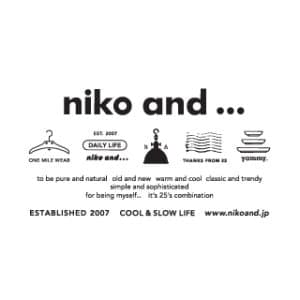 niko and ...
EST. 2007
DAILY LIFE
niko and...
N A
ONE MILE WEAR
THANKS FROM 25
yummy.
to be pure and natural old and new warm and cool classic and trendy
simple and sophisticated
for being myself.. it's 25's combination
ESTABLISHED 2007 COOL & SLOW LIFE www.nikoand.jp